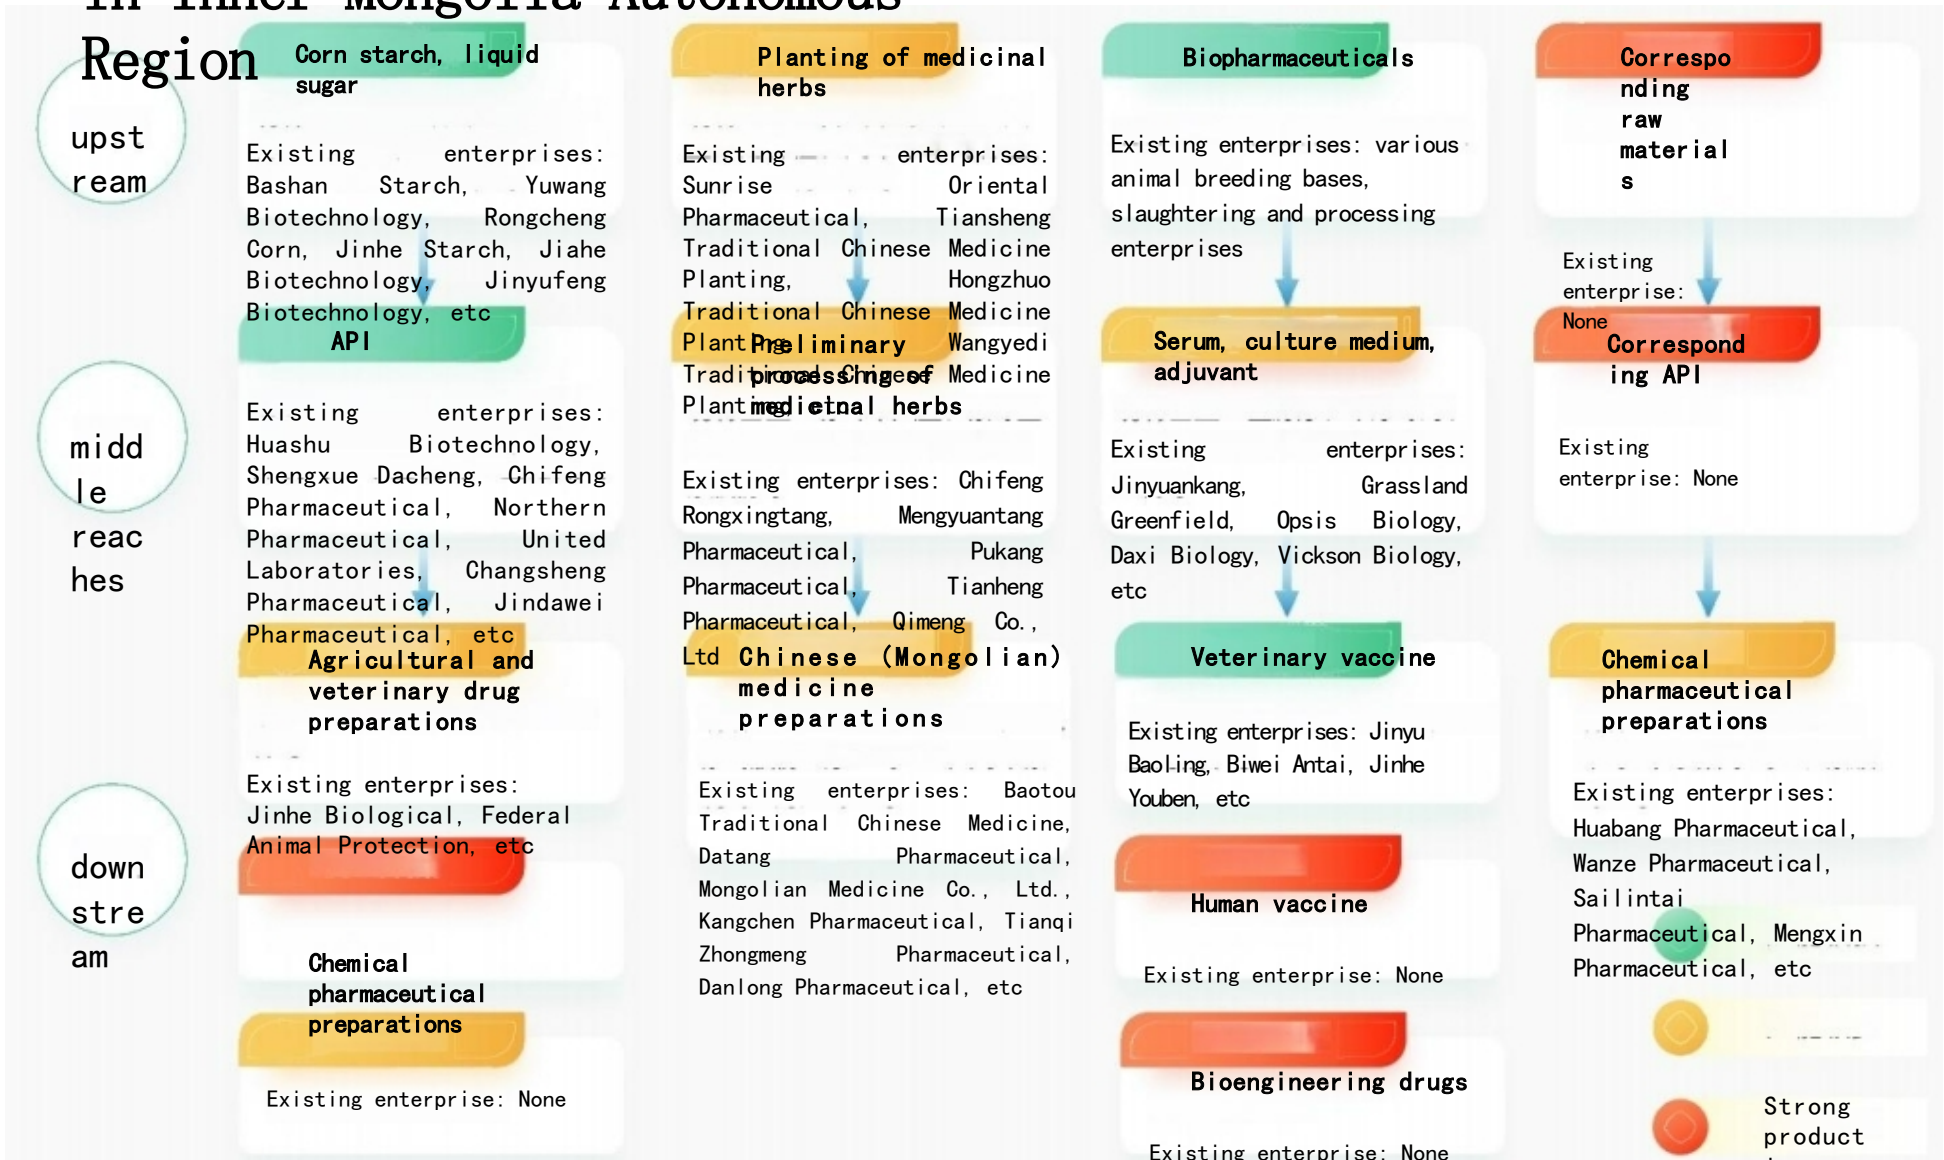 in Inner Mongolia Autonomous
Region
upst
ream
Corn starch, liquid
sugar
Existing enterprises:
Bashan Starch, Yuwang
Biotechnology, Rongcheng
Corn, Jinhe Starch, Jiahe
Biotechnology, Jinyufeng
Biotechnology, etc
Planting of medicinal
herbs
Existing enterprises:
Sunrise Oriental
Pharmaceutical, Tiansheng
Traditional Chinese Medicine
Planting, Hongzhuo
Traditional Chinese Medicine
Planting, Wangyedi
Traditional Chinese Medicine
Planting, etc
Biopharmaceuticals
Existing enterprises: various
animal breeding bases,
slaughtering and processing
enterprises
Correspo
nding
raw
material
s
Existing
enterprise:
None
midd
le
reac
hes
API
Existing enterprises:
Huashu Biotechnology,
Shengxue Dacheng, Chifeng
Pharmaceutical, Northern
Pharmaceutical, United
Laboratories, Changsheng
Pharmaceutical, Jindawei
Pharmaceutical, etc
Preliminary
processing of
medicinal herbs
Existing enterprises: Chifeng
Rongxingtang, Mengyuantang
Pharmaceutical, Pukang
Pharmaceutical, Tianheng
Pharmaceutical, Qimeng Co.,
Ltd
Serum, culture medium,
adjuvant
Existing enterprises:
Jinyuankang, Grassland
Greenfield, Opsis Biology,
Daxi Biology, Vickson Biology,
etc
Correspond
ing API
Existing
enterprise: None
down
stre
am
Agricultural and
veterinary drug
preparations
Existing enterprises:
Jinhe Biological, Federal
Animal Protection, etc
Chemical
pharmaceutical
preparations
Existing enterprise: None
Chinese (Mongolian)
medicine
preparations
Existing enterprises: Baotou
Traditional Chinese Medicine,
Datang Pharmaceutical,
Mongolian Medicine Co., Ltd.,
Kangchen Pharmaceutical, Tianqi
Zhongmeng Pharmaceutical,
Danlong Pharmaceutical, etc
Veterinary vaccine
Existing enterprises: Jinyu
Baoling, Biwei Antai, Jinhe
Youben, etc
Human vaccine
Existing enterprise: None
Bioengineering drugs
Existing enterprise: None
Chemical
pharmaceutical
preparations
Existing enterprises:
Huabang Pharmaceutical,
Wanze Pharmaceutical,
Sailintai
Pharmaceutical, Mengxin
Pharmaceutical, etc
Strong
product